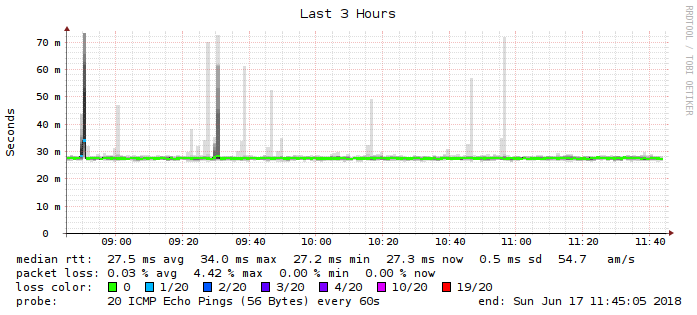 Last 3 Hours
RRDTOOL / TOBI OETIKER
Seconds
70 m
60 m
50 m
40 m
30 m
20 m
10 m
0
09:00 09:20 09:40 10:00 10:20 10:40 11:00 11:20 11:40
median rtt: 27.5 ms avg 34.0 ms max 27.2 ms min 27.3 ms now 0.5 ms sd 54.7 am/s
packet loss: 0.03 % avg 4.42 % max 0.00 % min 0.00 % now
loss color: 0 1/20 2/20 3/20 4/20 10/20 19/20
probe: 20 ICMP Echo Pings (56 Bytes) every 60s end: Sun Jun 17 11:45:05 2018